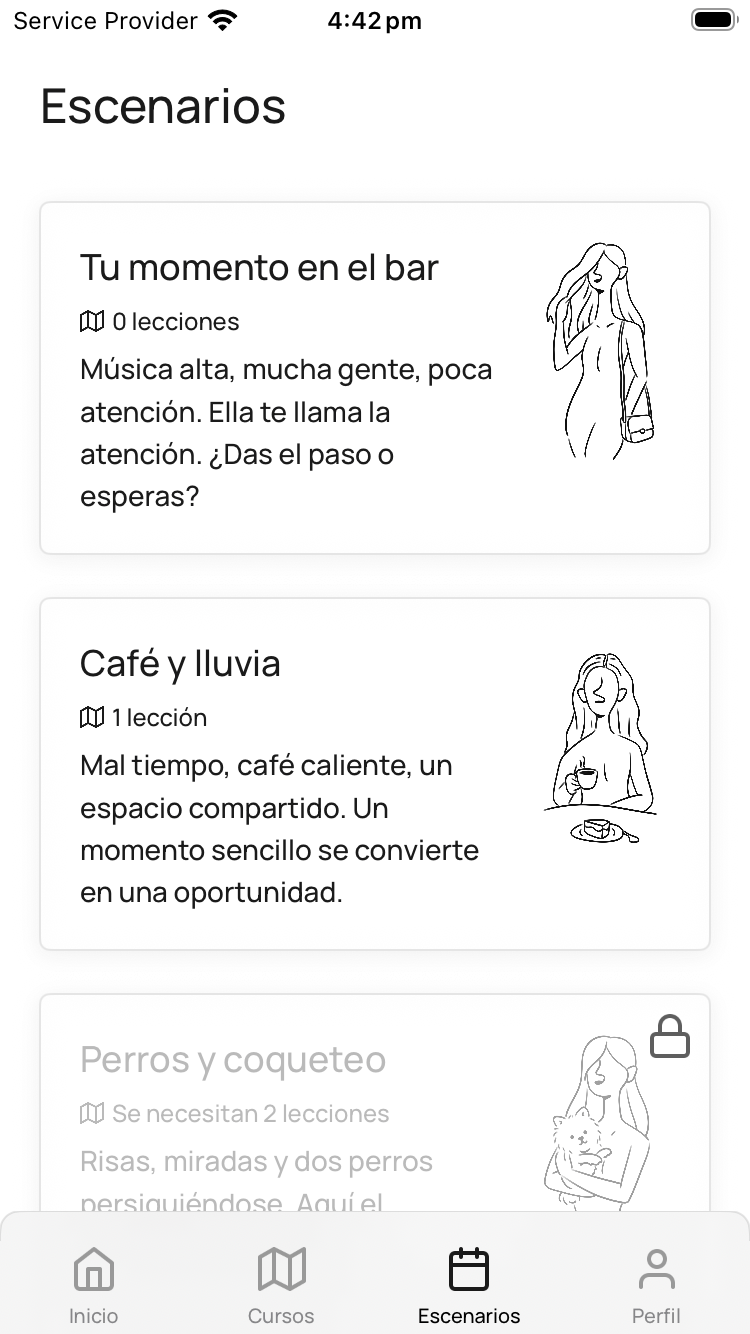 Service Provider 4:42 pm
Escenarios
Tu momento en el bar
0 lecciones
Música alta, mucha gente, poca
atención. Ella te llama la
atención. ¿Das el paso o
esperas?
Café y lluvia
1 lección
Mal tiempo, café caliente, un
espacio compartido. Un
momento sencillo se convierte
en una oportunidad.
Perros y coqueteo
Se necesitan 2 lecciones
Risas, miradas y dos perros
persiguiéndose. Aquí el
Inicio
Cursos
Escenarios
Perfil